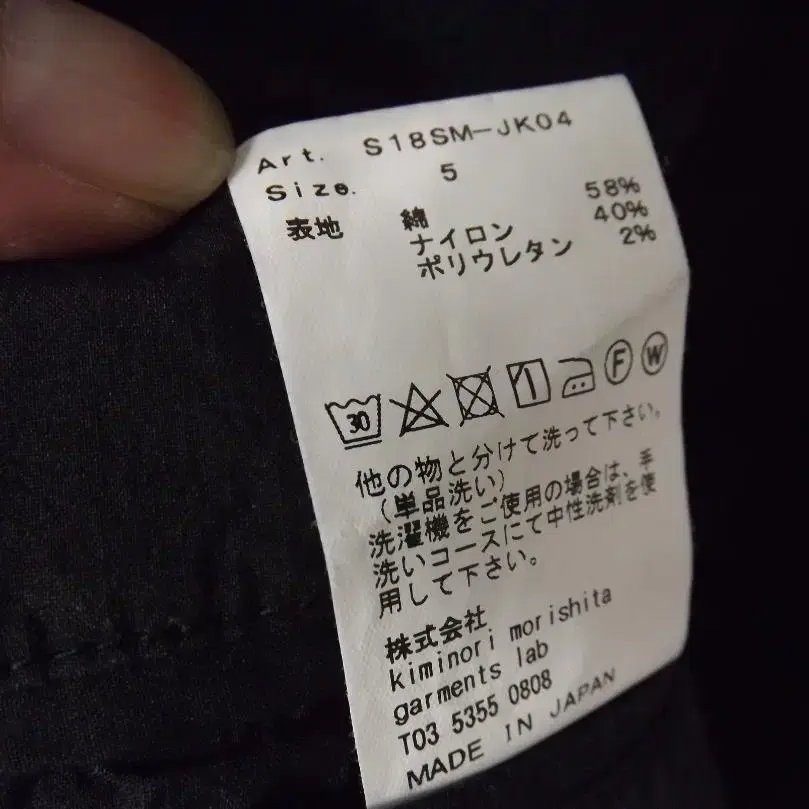 Art. S18SM-JK04
Size. 5
表地 綿 58%
ナイロン 40%
ポリウレタン 2%
30 F W
他の物と分けて洗って下さい。
(単品洗い)
洗濯機をご使用の場合は、手
洗いコースにて中性洗剤を使
用して下さい。
株式会社
kiminori morishita
garments lab
T03 5355 0808
MADE IN JAPAN